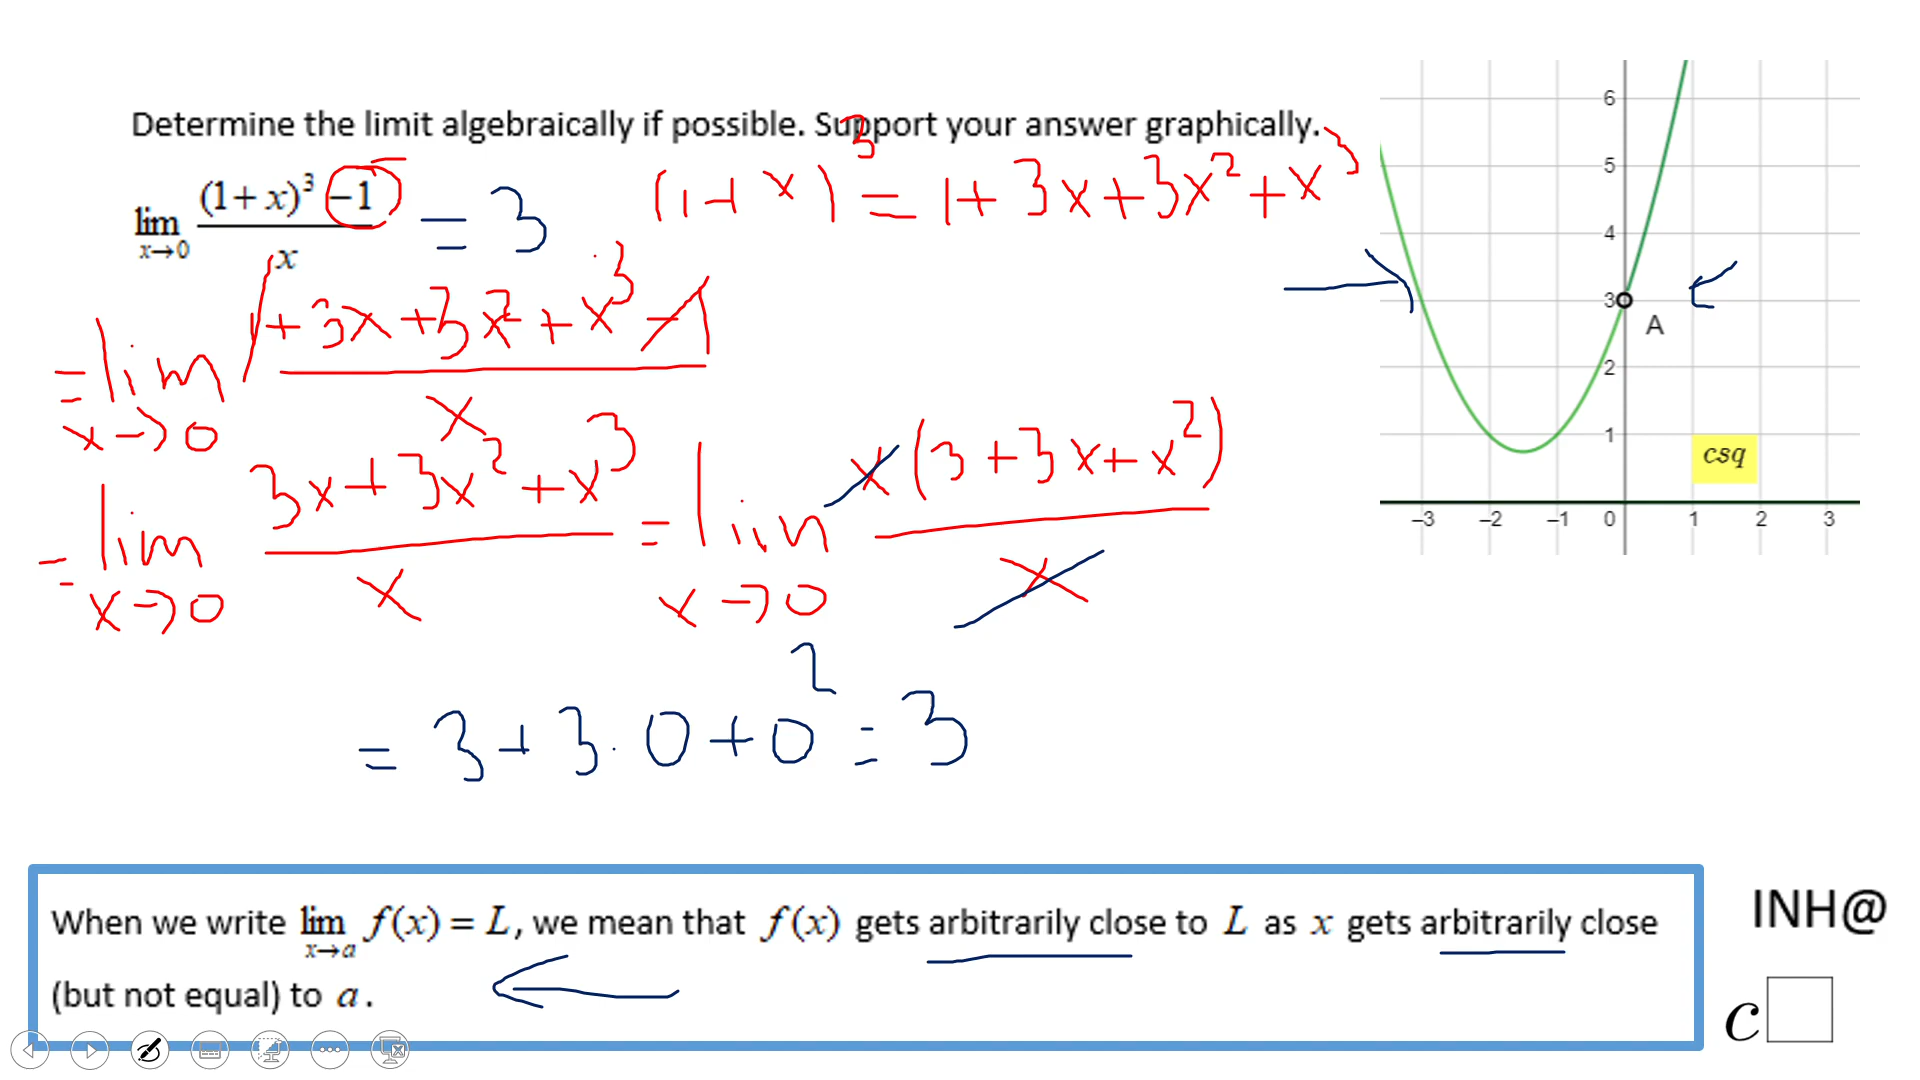 Determine the limit algebraically if possible. Support your answer graphically.
lim x→0 ((1+x)³ −1)/x = 3
(1+x)³ = 1+3x+3x²+x³
= lim x→0 (1+3x+3x²+x³−1)/x
= lim x→0 (3x+3x²+x³)/x = lim x→0 x(3+3x+x²)/x
= 3+3·0+0² = 3
6
5
4
3
A
2
1
csq
−3 −2 −1 0 1 2 3
When we write lim x→a f(x) = L, we mean that f(x) gets arbitrarily close to L as x gets arbitrarily close
(but not equal) to a.
INH@
c